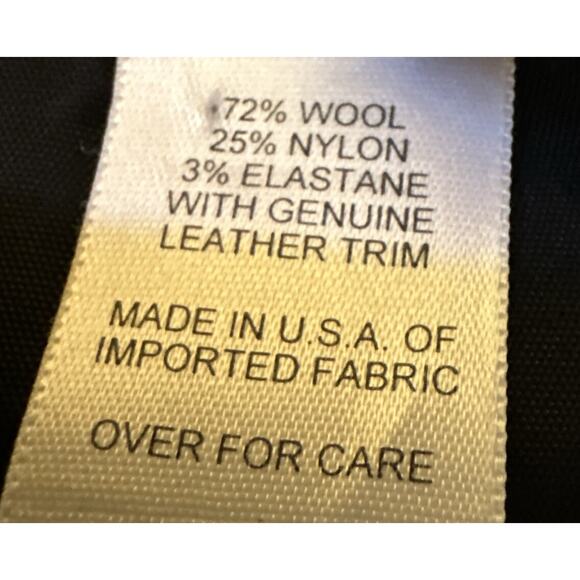 72% WOOL
25% NYLON
3% ELASTANE
WITH GENUINE
LEATHER TRIM
MADE IN U.S.A. OF
IMPORTED FABRIC
OVER FOR CARE